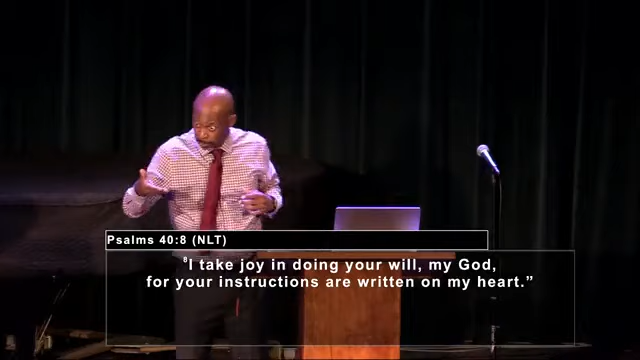 Psalms 40:8 (NLT)
⁸I take joy in doing your will, my God,
for your instructions are written on my heart.”